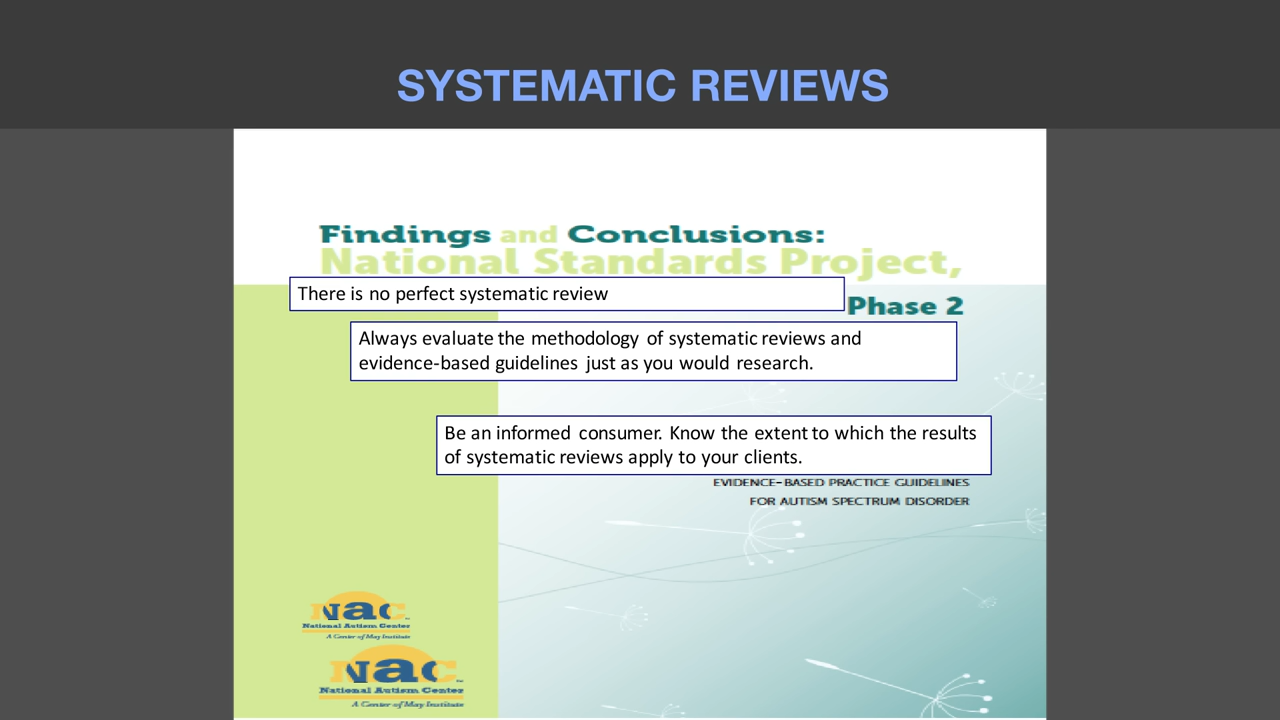 SYSTEMATIC REVIEWS
Findings and Conclusions:
National Standards Project,
Phase 2
There is no perfect systematic review
Always evaluate the methodology of systematic reviews and
evidence-based guidelines just as you would research.
Be an informed consumer. Know the extent to which the results
of systematic reviews apply to your clients.
EVIDENCE-BASED PRACTICE GUIDELINES
FOR AUTISM SPECTRUM DISORDER
nac
National Autism Center
A Center of May Institute
nac
National Autism Center
A Center of May Institute